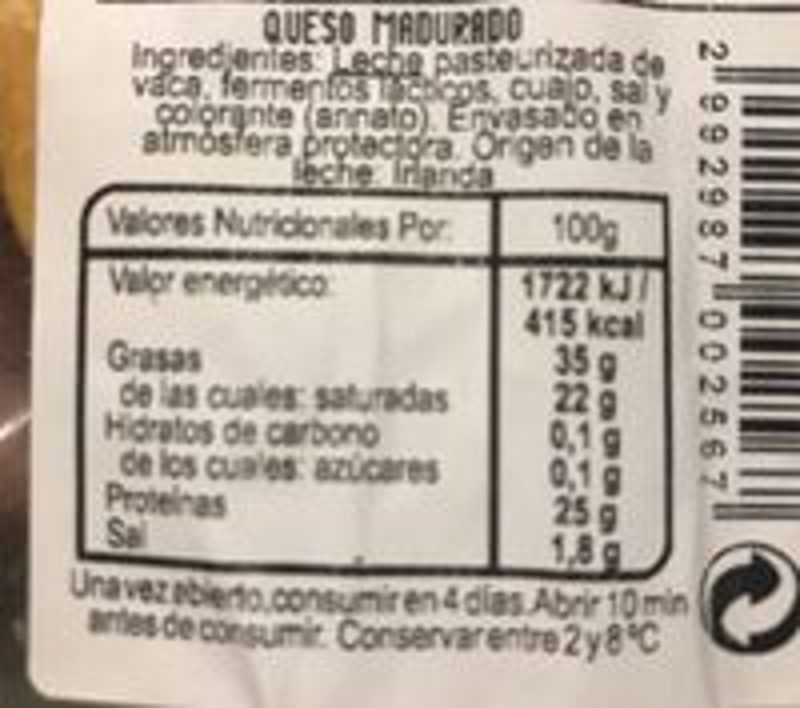 QUESO MADURADO
Ingredientes: Leche pasteurizada de
vaca, fermentos lácticos, cuajo, sal y
colorante (annato). Envasado en
atmósfera protectora. Origen de la
leche: Irlanda
Valores Nutricionales Por: 100g
Valor energético: 1722 kJ /
415 kcal
Grasas 35 g
de las cuales: saturadas 22 g
Hidratos de carbono 0,1 g
de los cuales: azúcares 0,1 g
Proteínas 25 g
Sal 1,8 g
Una vez abierto, consumir en 4 días. Abrir 10 min
antes de consumir. Conservar entre 2 y 8 ºC
2 992987 002567